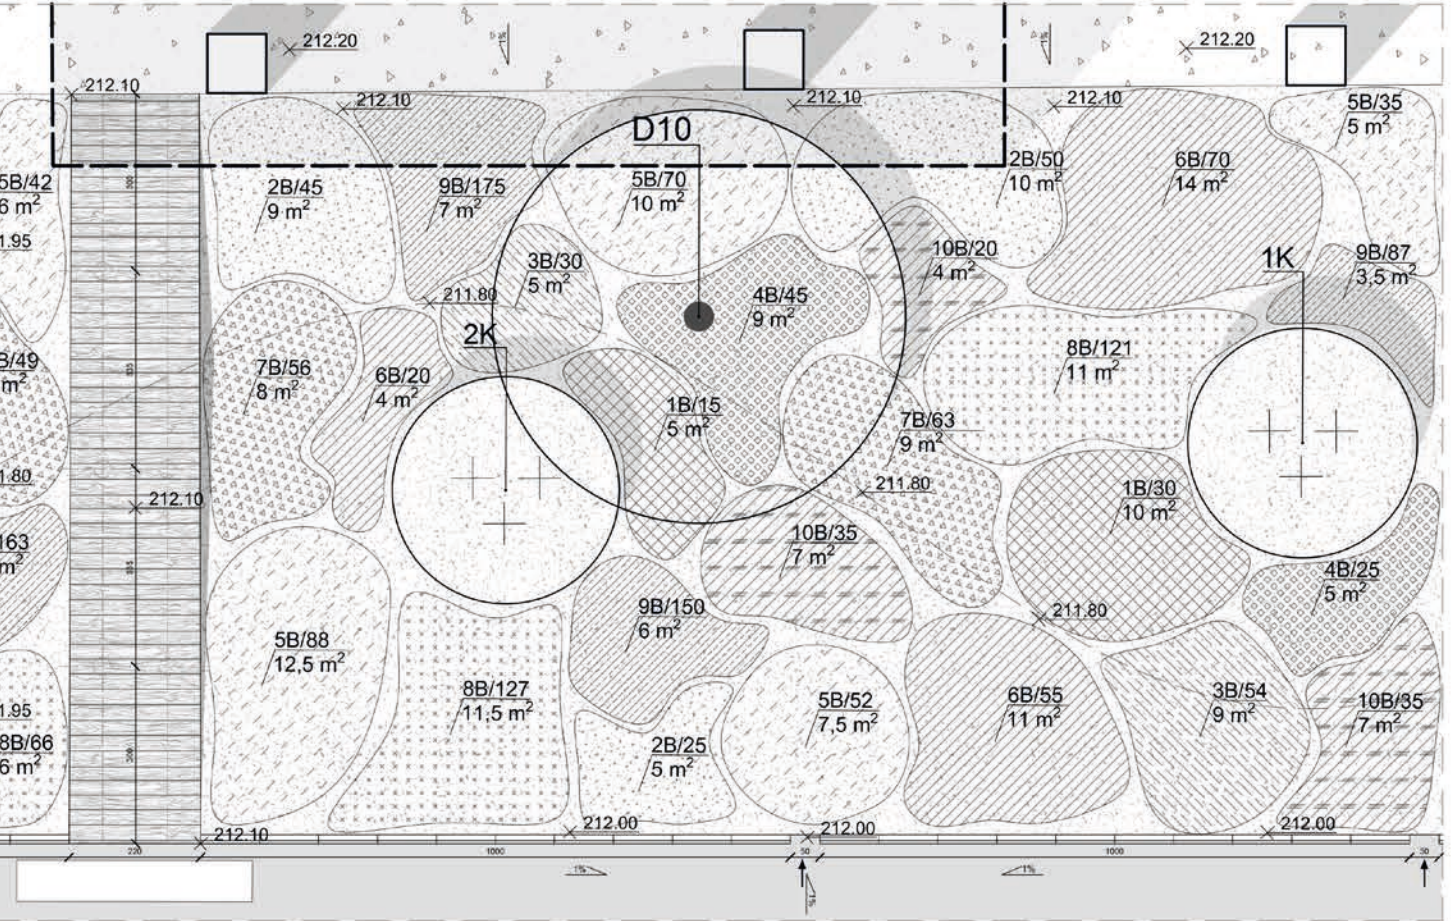 212.20
1%
1%
212.20
212.10
212.10
212.10
212.10
5B/35
5 m²
D10
5B/42
6 m²
2B/45
9 m²
9B/175
7 m²
5B/70
10 m²
2B/50
10 m²
6B/70
14 m²
300
1.95
3B/30
5 m²
10B/20
4 m²
1K
9B/87
3,5 m²
211.80
4B/45
9 m²
2K
8B/121
11 m²
B/49
m²
7B/56
8 m²
6B/20
4 m²
1B/15
5 m²
7B/63
9 m²
1.80
212.10
211.80
1B/30
10 m²
163
m²
10B/35
7 m²
4B/25
5 m²
9B/150
6 m²
211.80
5B/88
12,5 m²
8B/127
11,5 m²
5B/52
7,5 m²
6B/55
11 m²
3B/54
9 m²
10B/35
7 m²
1.95
8B/66
6 m²
300
2B/25
5 m²
212.10
212.00
212.00
212.00
220
1000
50
1000
50
1%
1%
1%